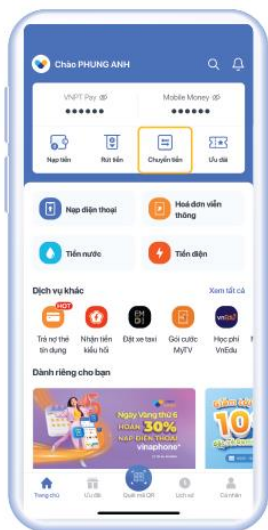 Chào PHUNG ANH
VNPT Pay
Mobile Money
Nạp tiền
Rút tiền
Chuyển tiền
Ưu đãi
Nạp điện thoại
Hoá đơn viễn
thông
Tiền nước
Tiền điện
Dịch vụ khác
Xem tất cả
HOT
Trả nợ thẻ
tín dụng
Nhận tiền
kiều hối
Đặt xe taxi
Gói cước
MyTV
Học phí
VnEdu
Dành riêng cho bạn
Ngày Vàng thứ 6
HOÀN 30%
NẠP ĐIỆN THOẠI
vinaphone*
Trang chủ
Ưu đãi
Quét mã QR
Lịch sử
Cá nhân